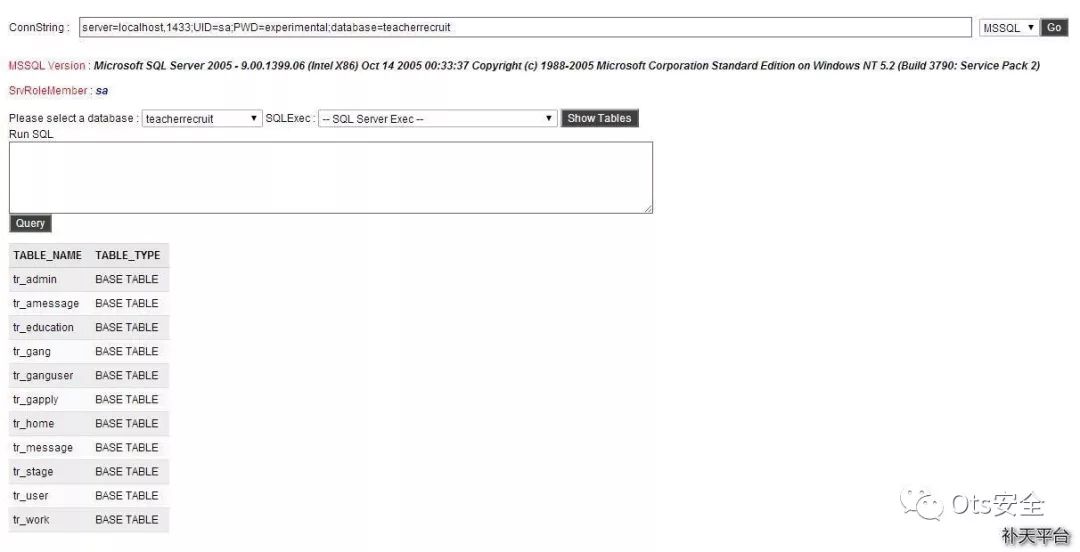 ConnString : server=localhost,1433;UID=sa;PWD=experimental;database=teacherrecruit MSSQL Go
MSSQL Version : Microsoft SQL Server 2005 - 9.00.1399.06 (Intel X86) Oct 14 2005 00:33:37 Copyright (c) 1988-2005 Microsoft Corporation Standard Edition on Windows NT 5.2 (Build 3790: Service Pack 2)
SrvRoleMember : sa
Please select a database : teacherrecruit SQLExec : -- SQL Server Exec -- Show Tables
Run SQL
Query
TABLE_NAME TABLE_TYPE
tr_admin BASE TABLE
tr_amessage BASE TABLE
tr_education BASE TABLE
tr_gang BASE TABLE
tr_ganguser BASE TABLE
tr_gapply BASE TABLE
tr_home BASE TABLE
tr_message BASE TABLE
tr_stage BASE TABLE
tr_user BASE TABLE
tr_work BASE TABLE
Ots安全
补天平台